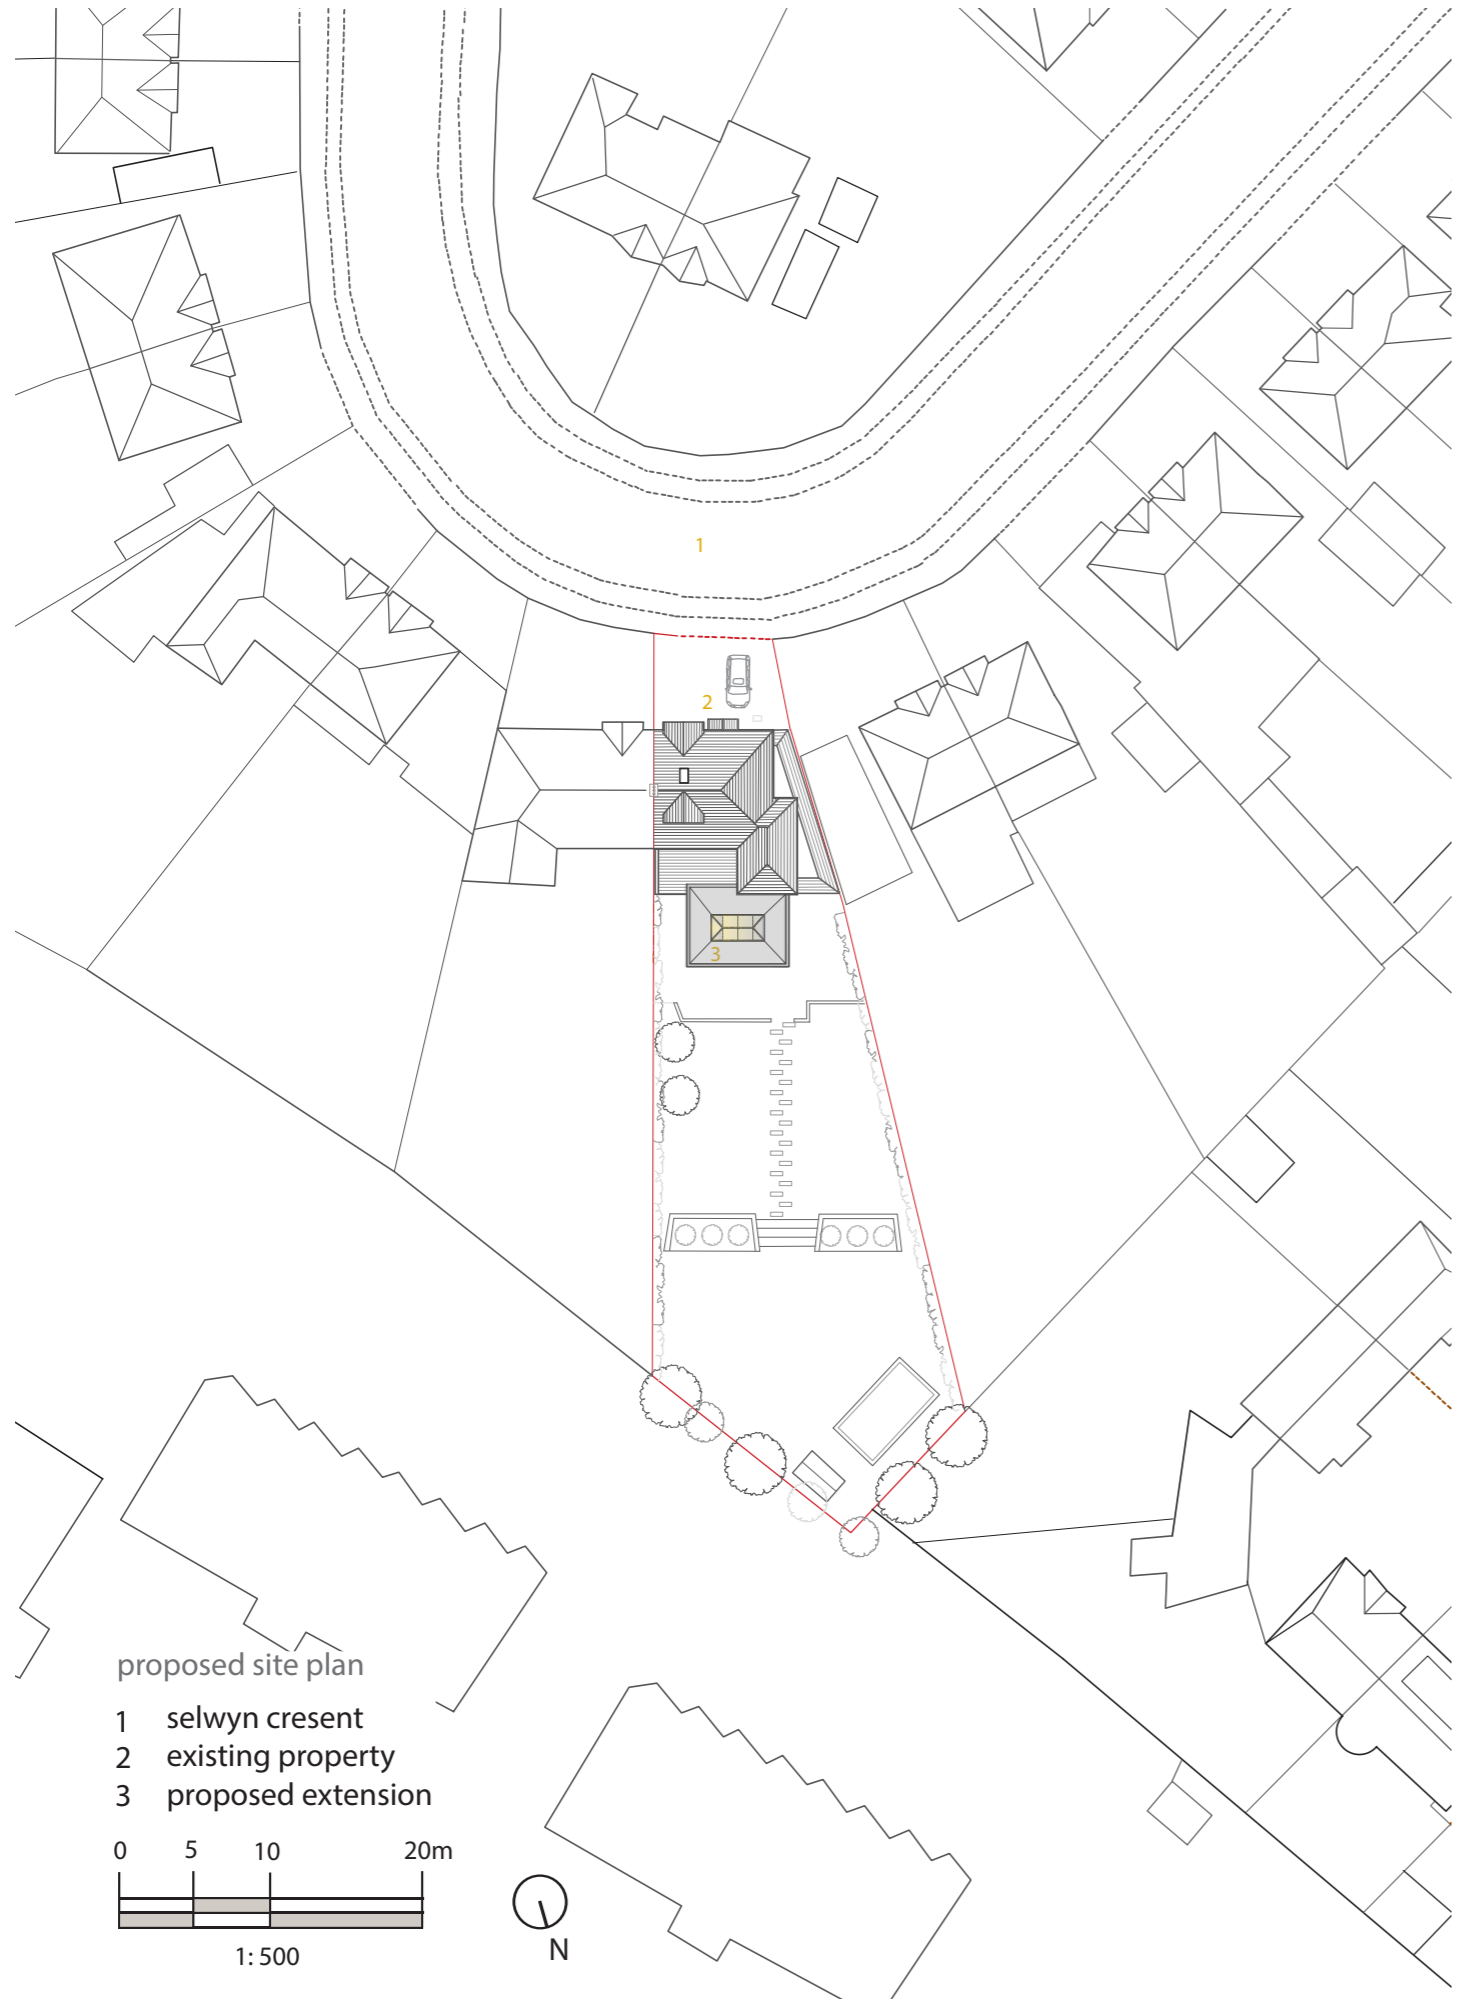 1
2
3
proposed site plan
1 selwyn cresent
2 existing property
3 proposed extension
0 5 10 20m
1: 500
N